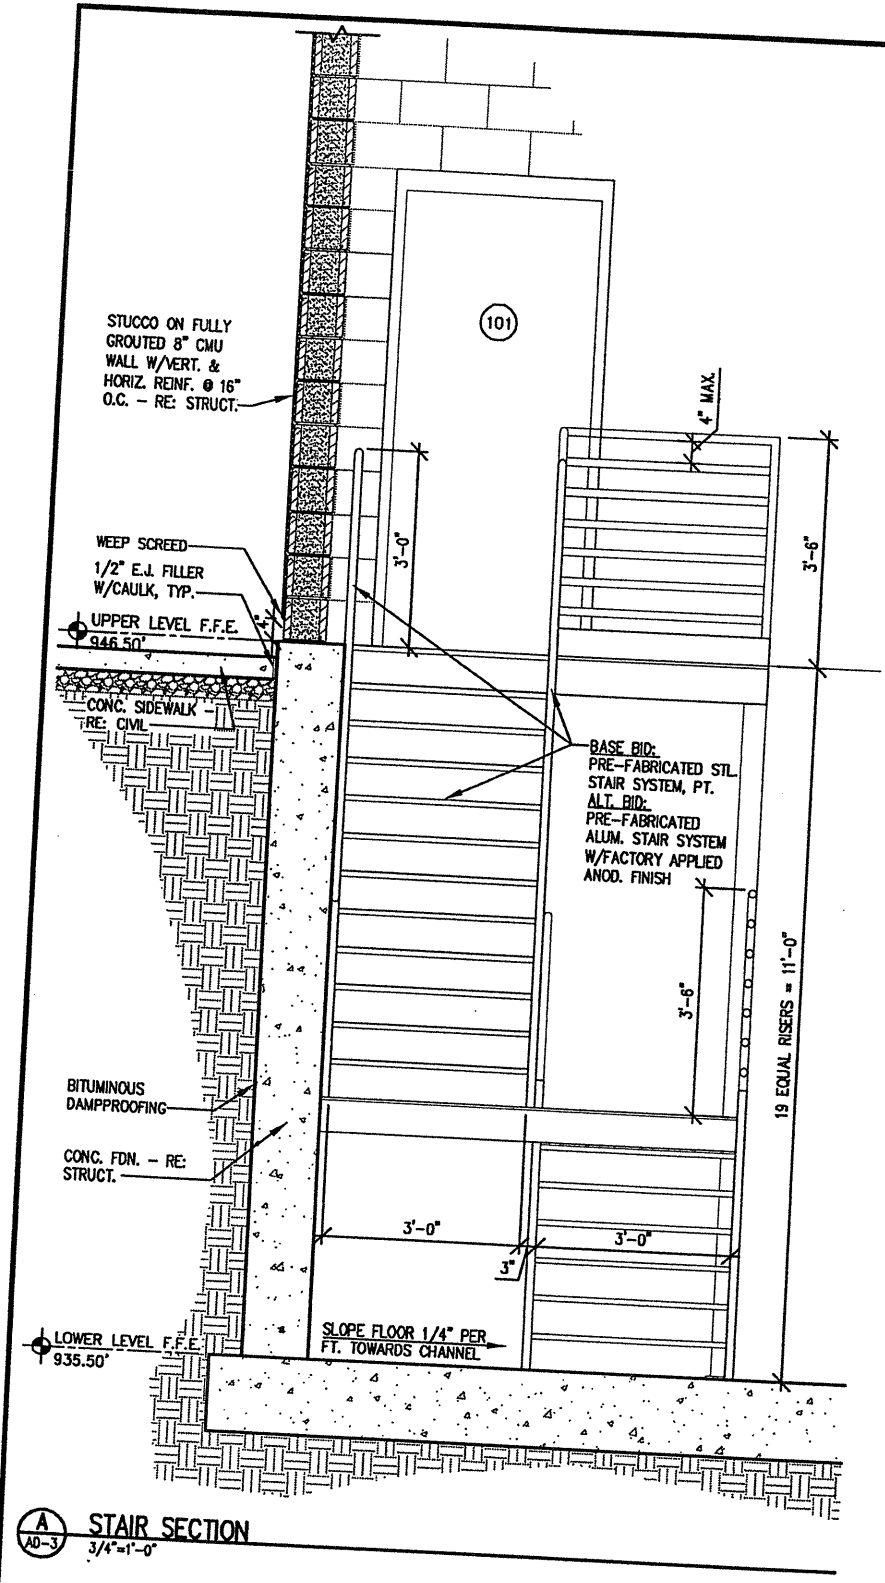 101
STUCCO ON FULLY
GROUTED 8" CMU
WALL W/VERT. &
HORIZ. REINF. @ 16"
O.C. - RE: STRUCT.
4" MAX.
3'-0"
3'-6"
WEEP SCREED
1/2" E.J. FILLER
W/CAULK, TYP.
4"
UPPER LEVEL F.F.E.
946.50'
CONC. SIDEWALK -
RE: CIVIL
BASE BID:
PRE-FABRICATED STL.
STAIR SYSTEM, PT.
ALT. BID:
PRE-FABRICATED
ALUM. STAIR SYSTEM
W/FACTORY APPLIED
ANOD. FINISH
3'-6"
19 EQUAL RISERS = 11'-0"
BITUMINOUS
DAMPPROOFING
CONC. FDN. - RE:
STRUCT.
3'-0"
3"
3'-0"
SLOPE FLOOR 1/4" PER
FT. TOWARDS CHANNEL
LOWER LEVEL F.F.E.
935.50'
A
AD-3
STAIR SECTION
3/4"=1'-0"